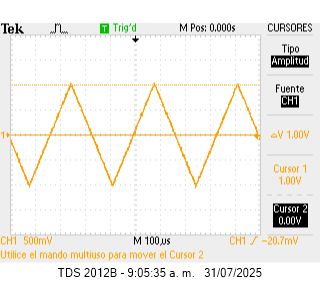 Tek Trig'd M Pos: 0.000s CURSORES
Tipo
Amplitud
Fuente
CH1
1
ΔV 1.00V
Cursor 1
1.00V
Cursor 2
0.00V
CH1 500mV M 100µs CH1 / -20.7mV
Utilice el mando multiuso para mover el Cursor 2
TDS 2012B - 9:05:35 a. m. 31/07/2025